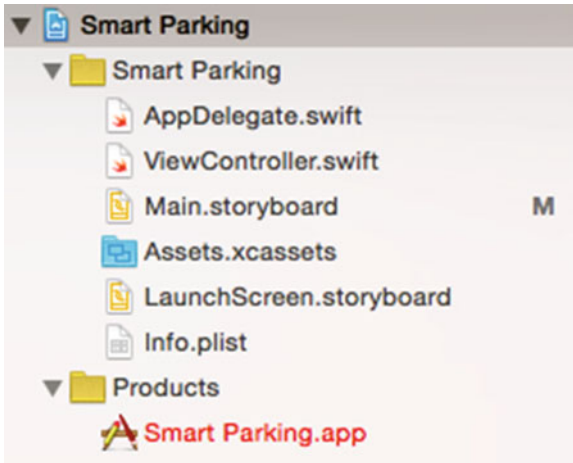 Smart Parking
Smart Parking
AppDelegate.swift
ViewController.swift
Main.storyboard M
Assets.xcassets
LaunchScreen.storyboard
Info.plist
Products
Smart Parking.app